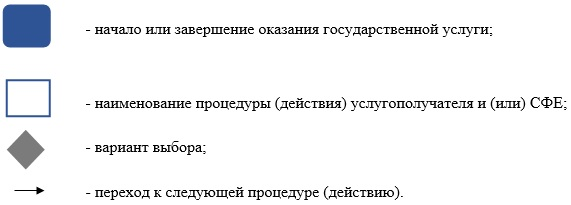 - начало или завершение оказания государственной услуги;
- наименование процедуры (действия) услугополучателя и (или) СФЕ;
- вариант выбора;
- переход к следующей процедуре (действию).